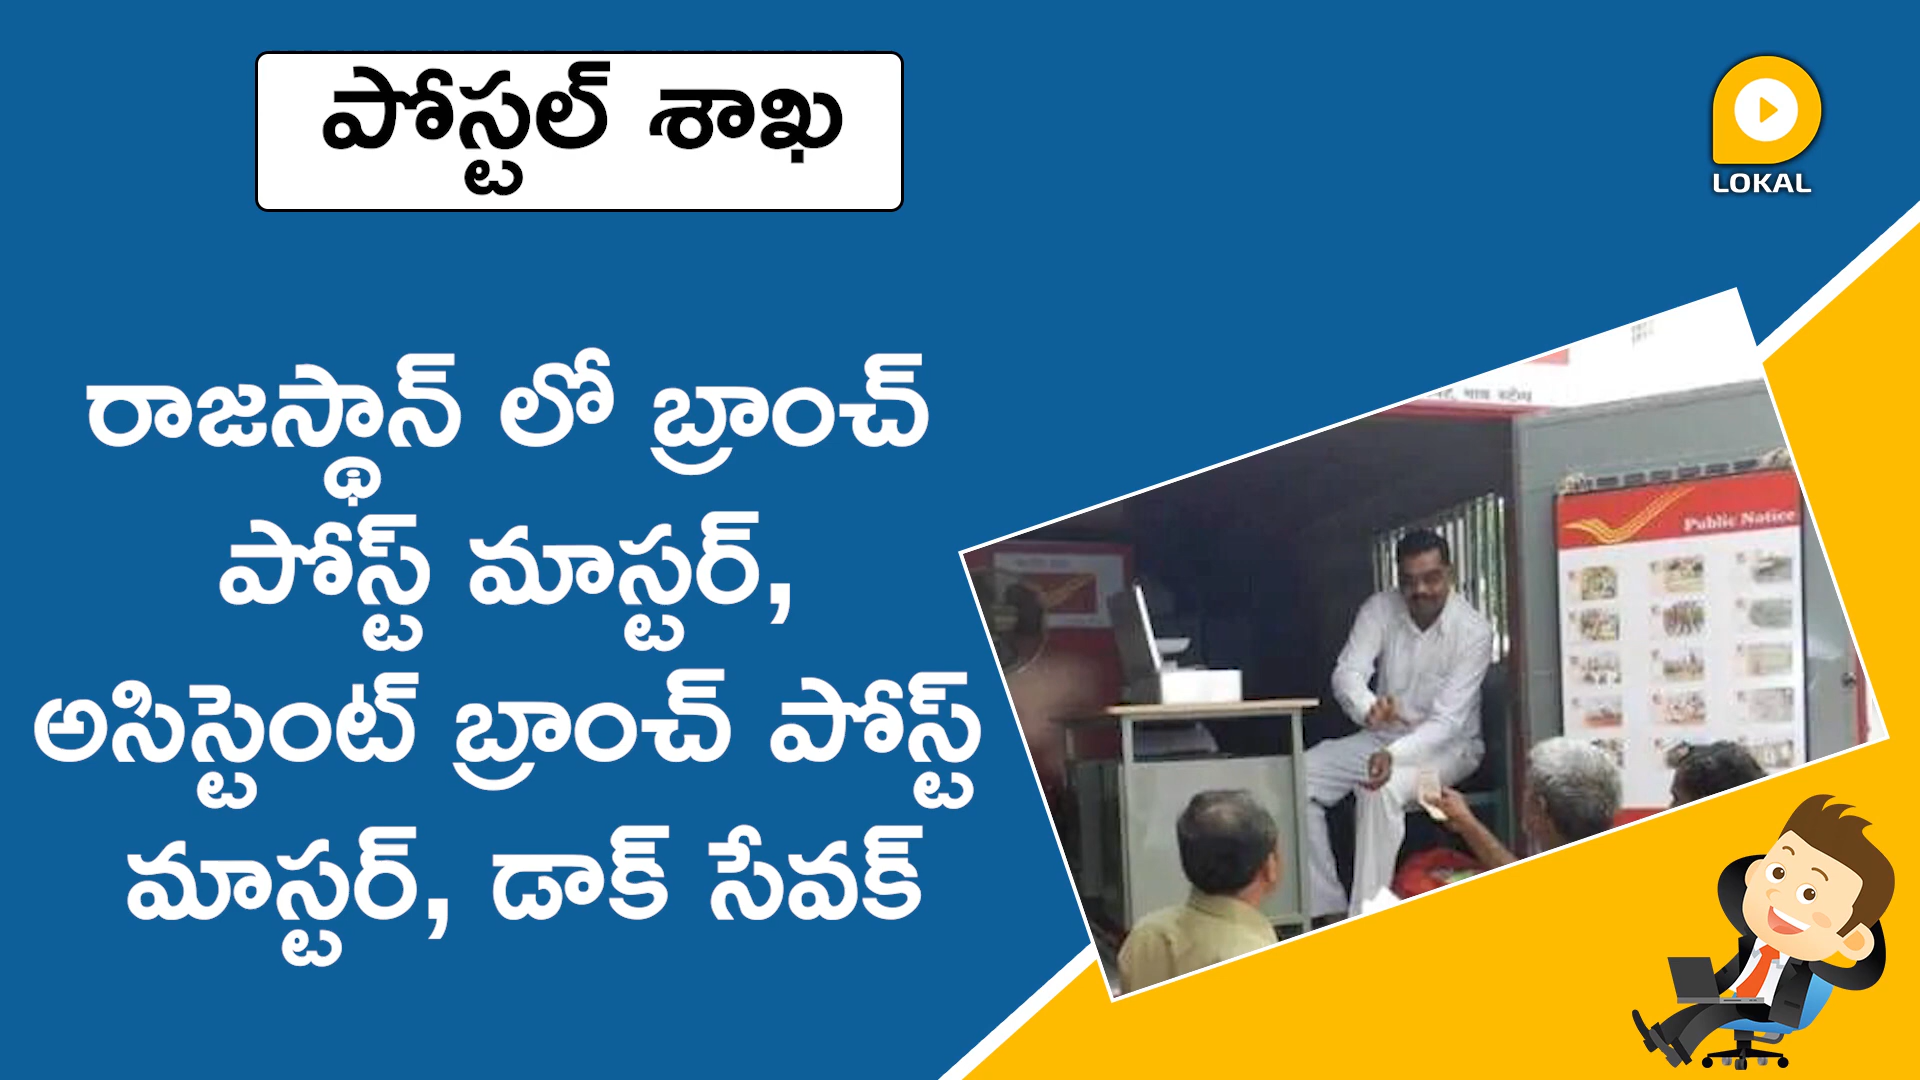 పోస్టల్ శాఖ
LOKAL
రాజస్థాన్ లో బ్రాంచ్
పోస్ట్ మాస్టర్,
అసిస్టెంట్ బ్రాంచ్ పోస్ట్
మాస్టర్, డాక్ సేవక్
Public Notice